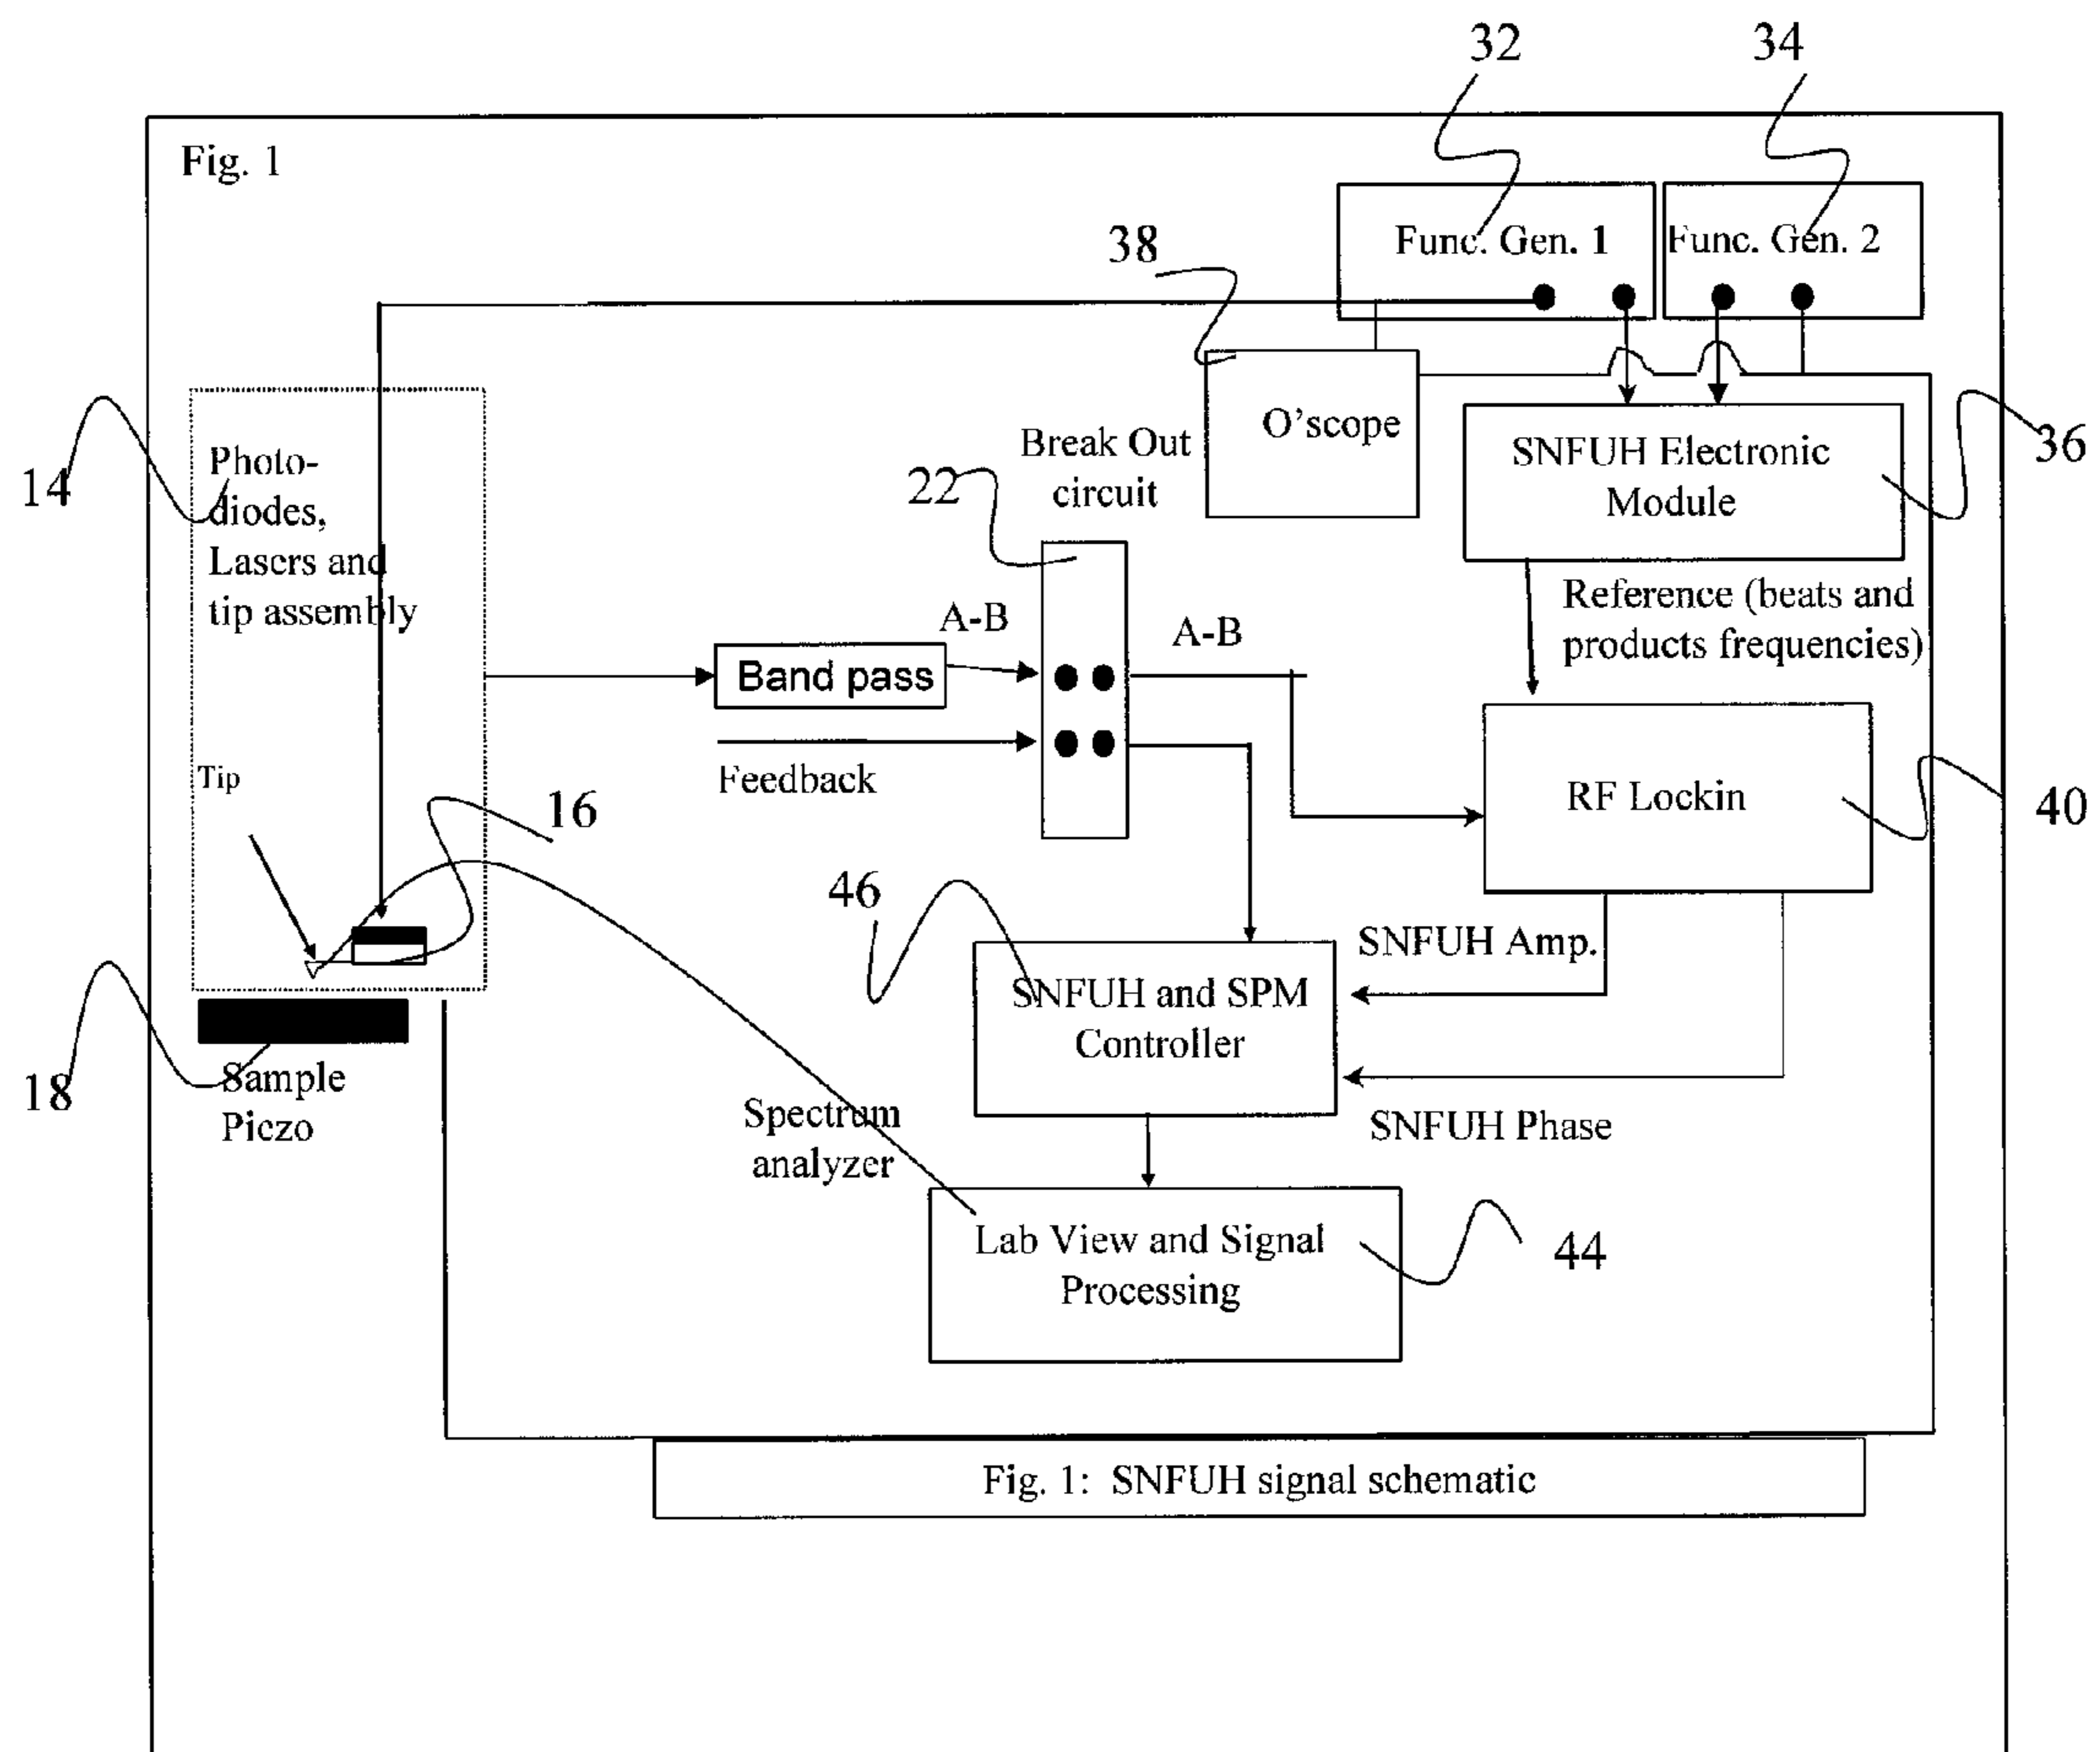 32
34
Fig. 1
Func. Gen. 1
Func. Gen. 2
38
O'scope
Photo-
diodes,
Lasers and
tip assembly
14
Break Out
circuit
22
SNFUH Electronic
Module
36
Reference (beats and
products frequencies)
A-B
A-B
Band pass
Feedback
Tip
16
RF Lockin
40
46
SNFUH Amp.
SNFUH and SPM
Controller
SNFUH Phase
18
Sample
Piezo
Spectrum
analyzer
Lab View and Signal
Processing
44
Fig. 1: SNFUH signal schematic